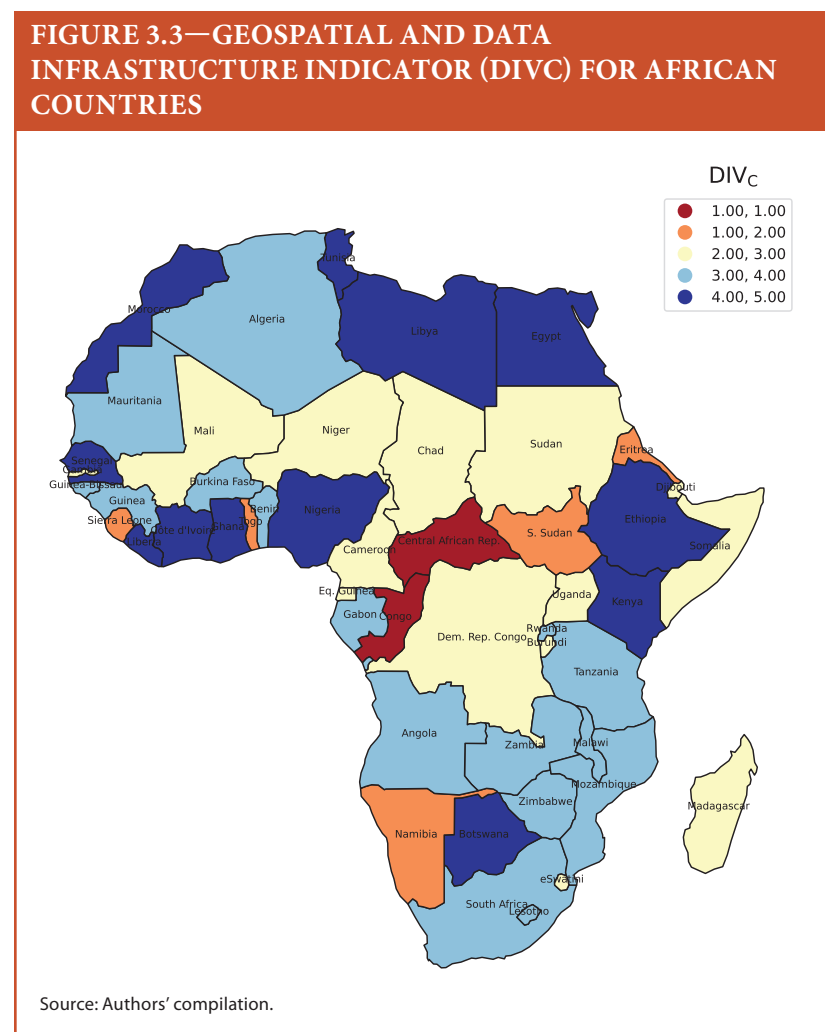 FIGURE 3.3—GEOSPATIAL AND DATA
INFRASTRUCTURE INDICATOR (DIVC) FOR AFRICAN
COUNTRIES
DIVC
1.00, 1.00
1.00, 2.00
2.00, 3.00
3.00, 4.00
4.00, 5.00
Tunisia
Morocco
Algeria
Libya
Egypt
Mauritania
Mali
Niger
Chad
Sudan
Eritrea
Senegal
Gambia
Guinea-Bissau
Guinea
Burkina Faso
Djibouti
Sierra Leone
Liberia
Côte d'Ivoire
Ghana
Togo
Benin
Nigeria
Ethiopia
Somalia
Cameroon
Central African Rep.
S. Sudan
Eq. Guinea
Gabon
Congo
Uganda
Kenya
Dem. Rep. Congo
Rwanda
Burundi
Tanzania
Angola
Zambia
Malawi
Mozambique
Zimbabwe
Madagascar
Namibia
Botswana
eSwatini
South Africa
Lesotho
Source: Authors’ compilation.